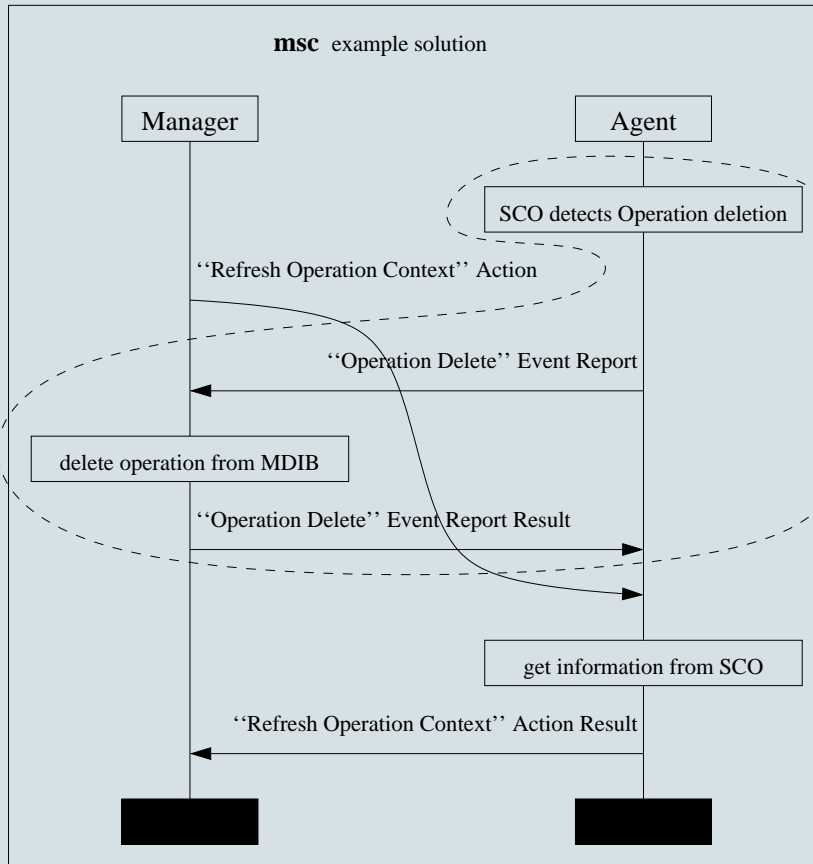 msc example solution
Manager
Agent
SCO detects Operation deletion
‘‘Refresh Operation Context’’ Action
‘‘Operation Delete’’ Event Report
delete operation from MDIB
‘‘Operation Delete’’ Event Report Result
get information from SCO
‘‘Refresh Operation Context’’ Action Result